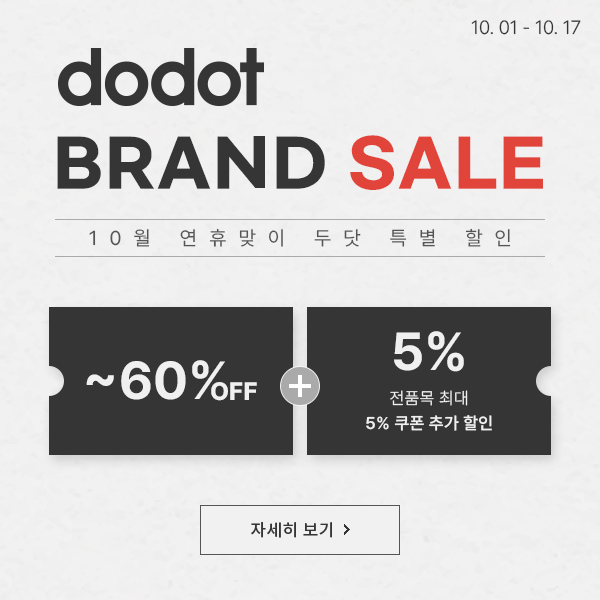 10. 01 - 10. 17
dodot
BRAND SALE
10월 연휴맞이 두닷 특별 할인
~60%OFF
+
5%
전품목 최대
5% 쿠폰 추가 할인
자세히 보기 >